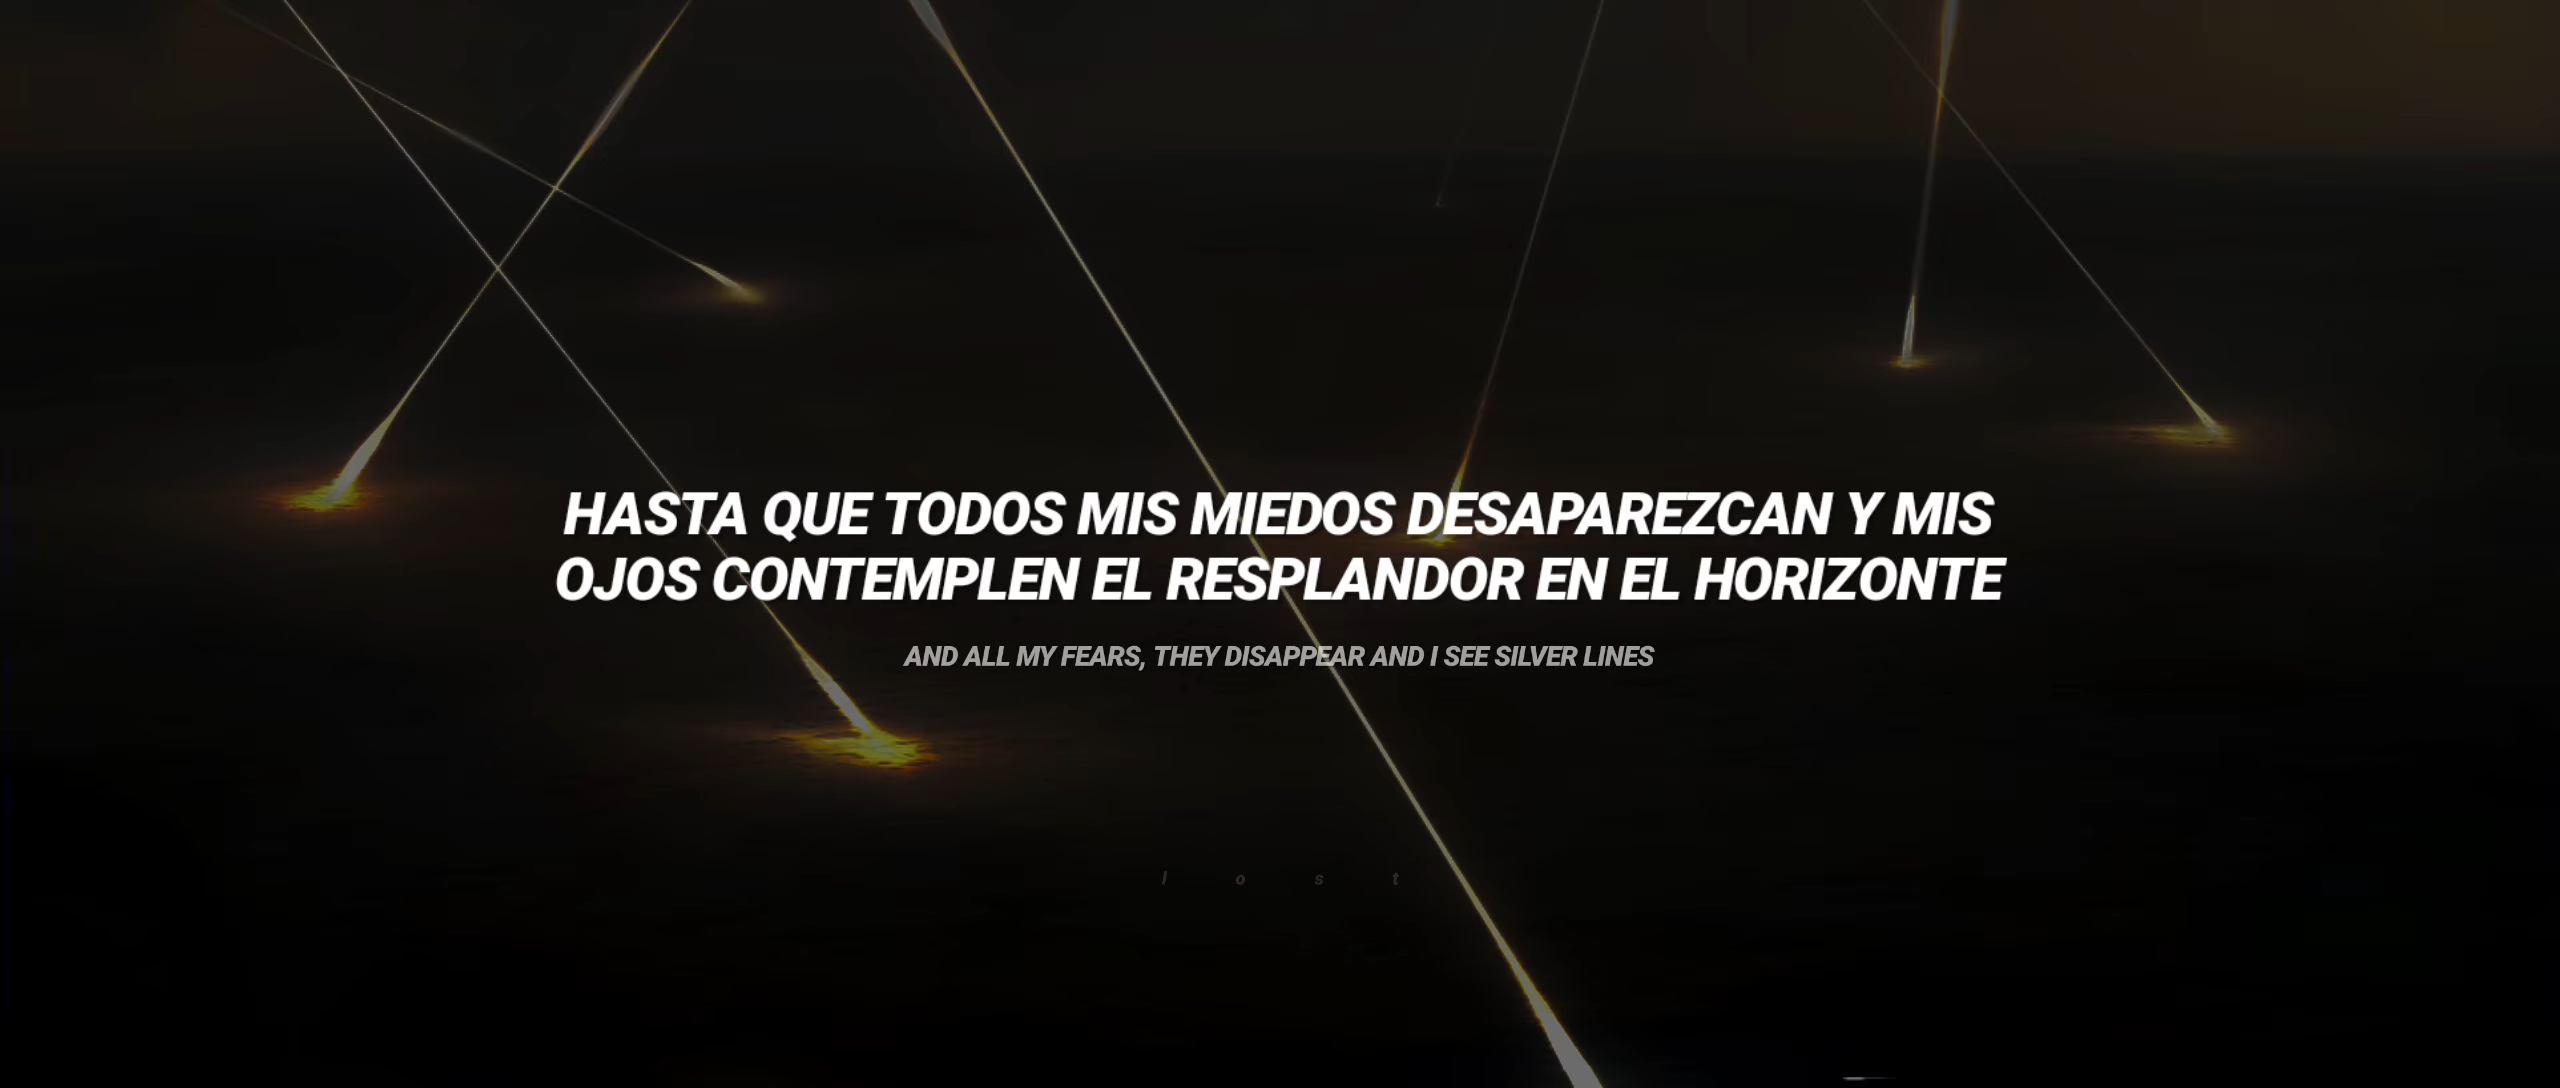 HASTA QUE TODOS MIS MIEDOS DESAPAREZCAN Y MIS
OJOS CONTEMPLEN EL RESPLANDOR EN EL HORIZONTE
AND ALL MY FEARS, THEY DISAPPEAR AND I SEE SILVER LINES
l o s t